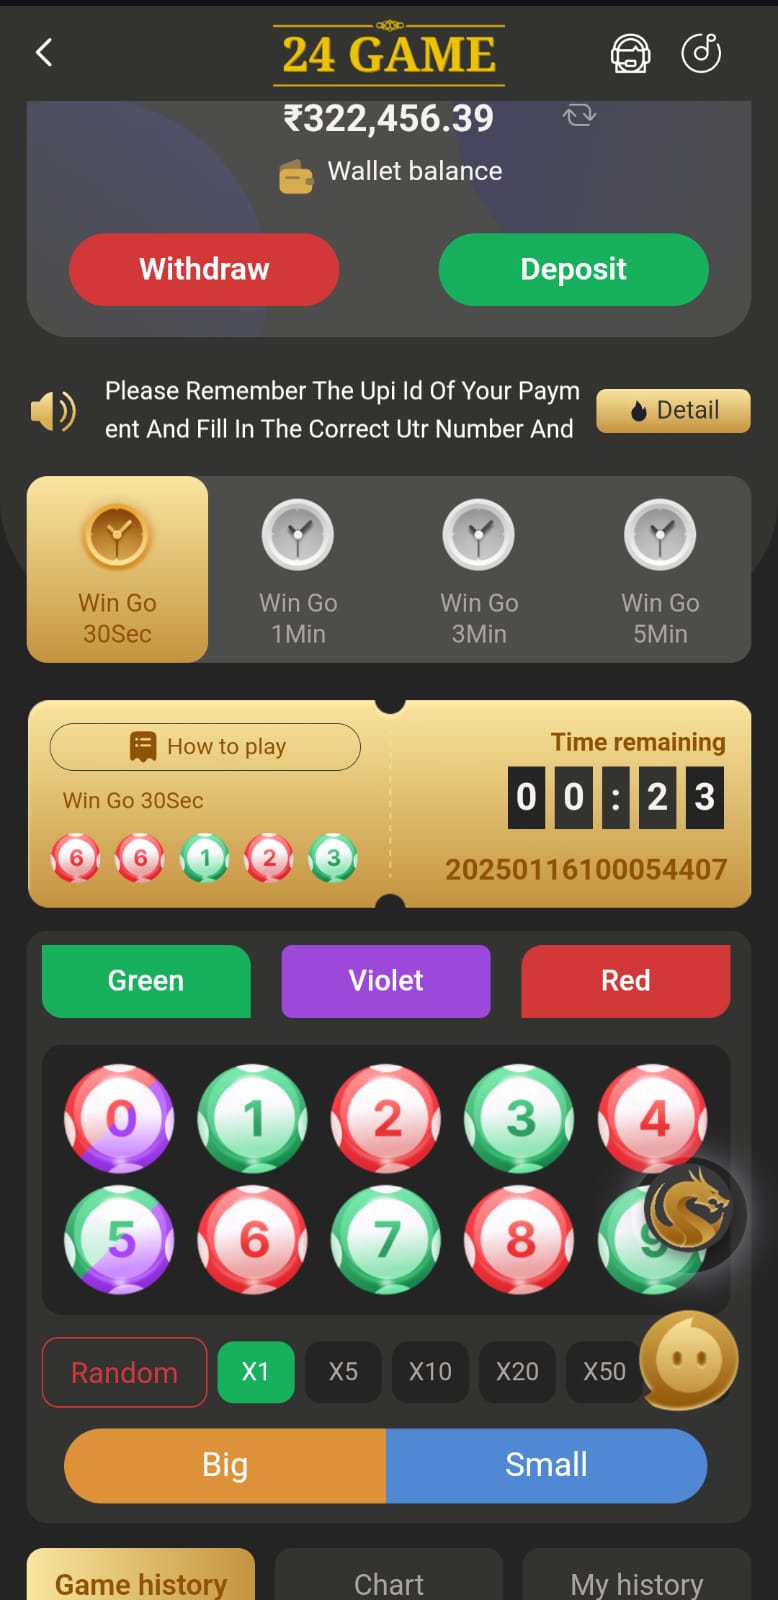 24 GAME
₹322,456.39
Wallet balance
Withdraw
Deposit
Please Remember The Upi Id Of Your Paym
ent And Fill In The Correct Utr Number And
Detail
Win Go
30Sec
Win Go
1Min
Win Go
3Min
Win Go
5Min
How to play
Win Go 30Sec
6 6 1 2 3
Time remaining
0 0 : 2 3
20250116100054407
Green
Violet
Red
0 1 2 3 4
5 6 7 8 9
Random
X1
X5
X10
X20
X50
Big
Small
Game history
Chart
My history